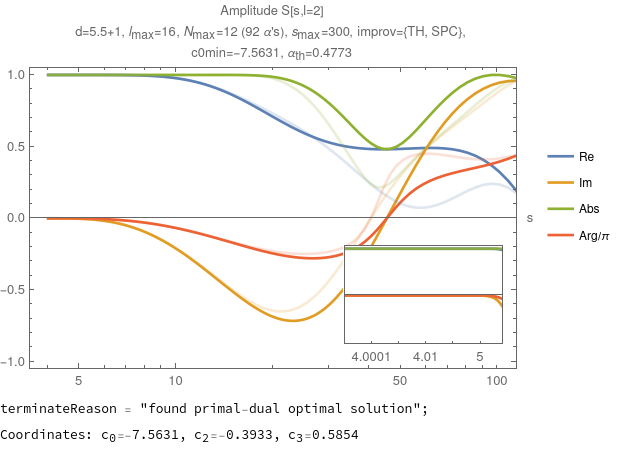 Amplitude S[s,l=2]
d=5.5+1, lmax=16, Nmax=12 (92 α's), smax=300, improv={TH, SPC},
c0min=−7.5631, αth=0.4773
1.0
0.5
0.0
−0.5
−1.0
5
10
50
100
s
4.0001
4.01
5
Re
Im
Abs
Arg/π
terminateReason = "found primal-dual optimal solution";
Coordinates: c0=-7.5631, c2=-0.3933, c3=0.5854